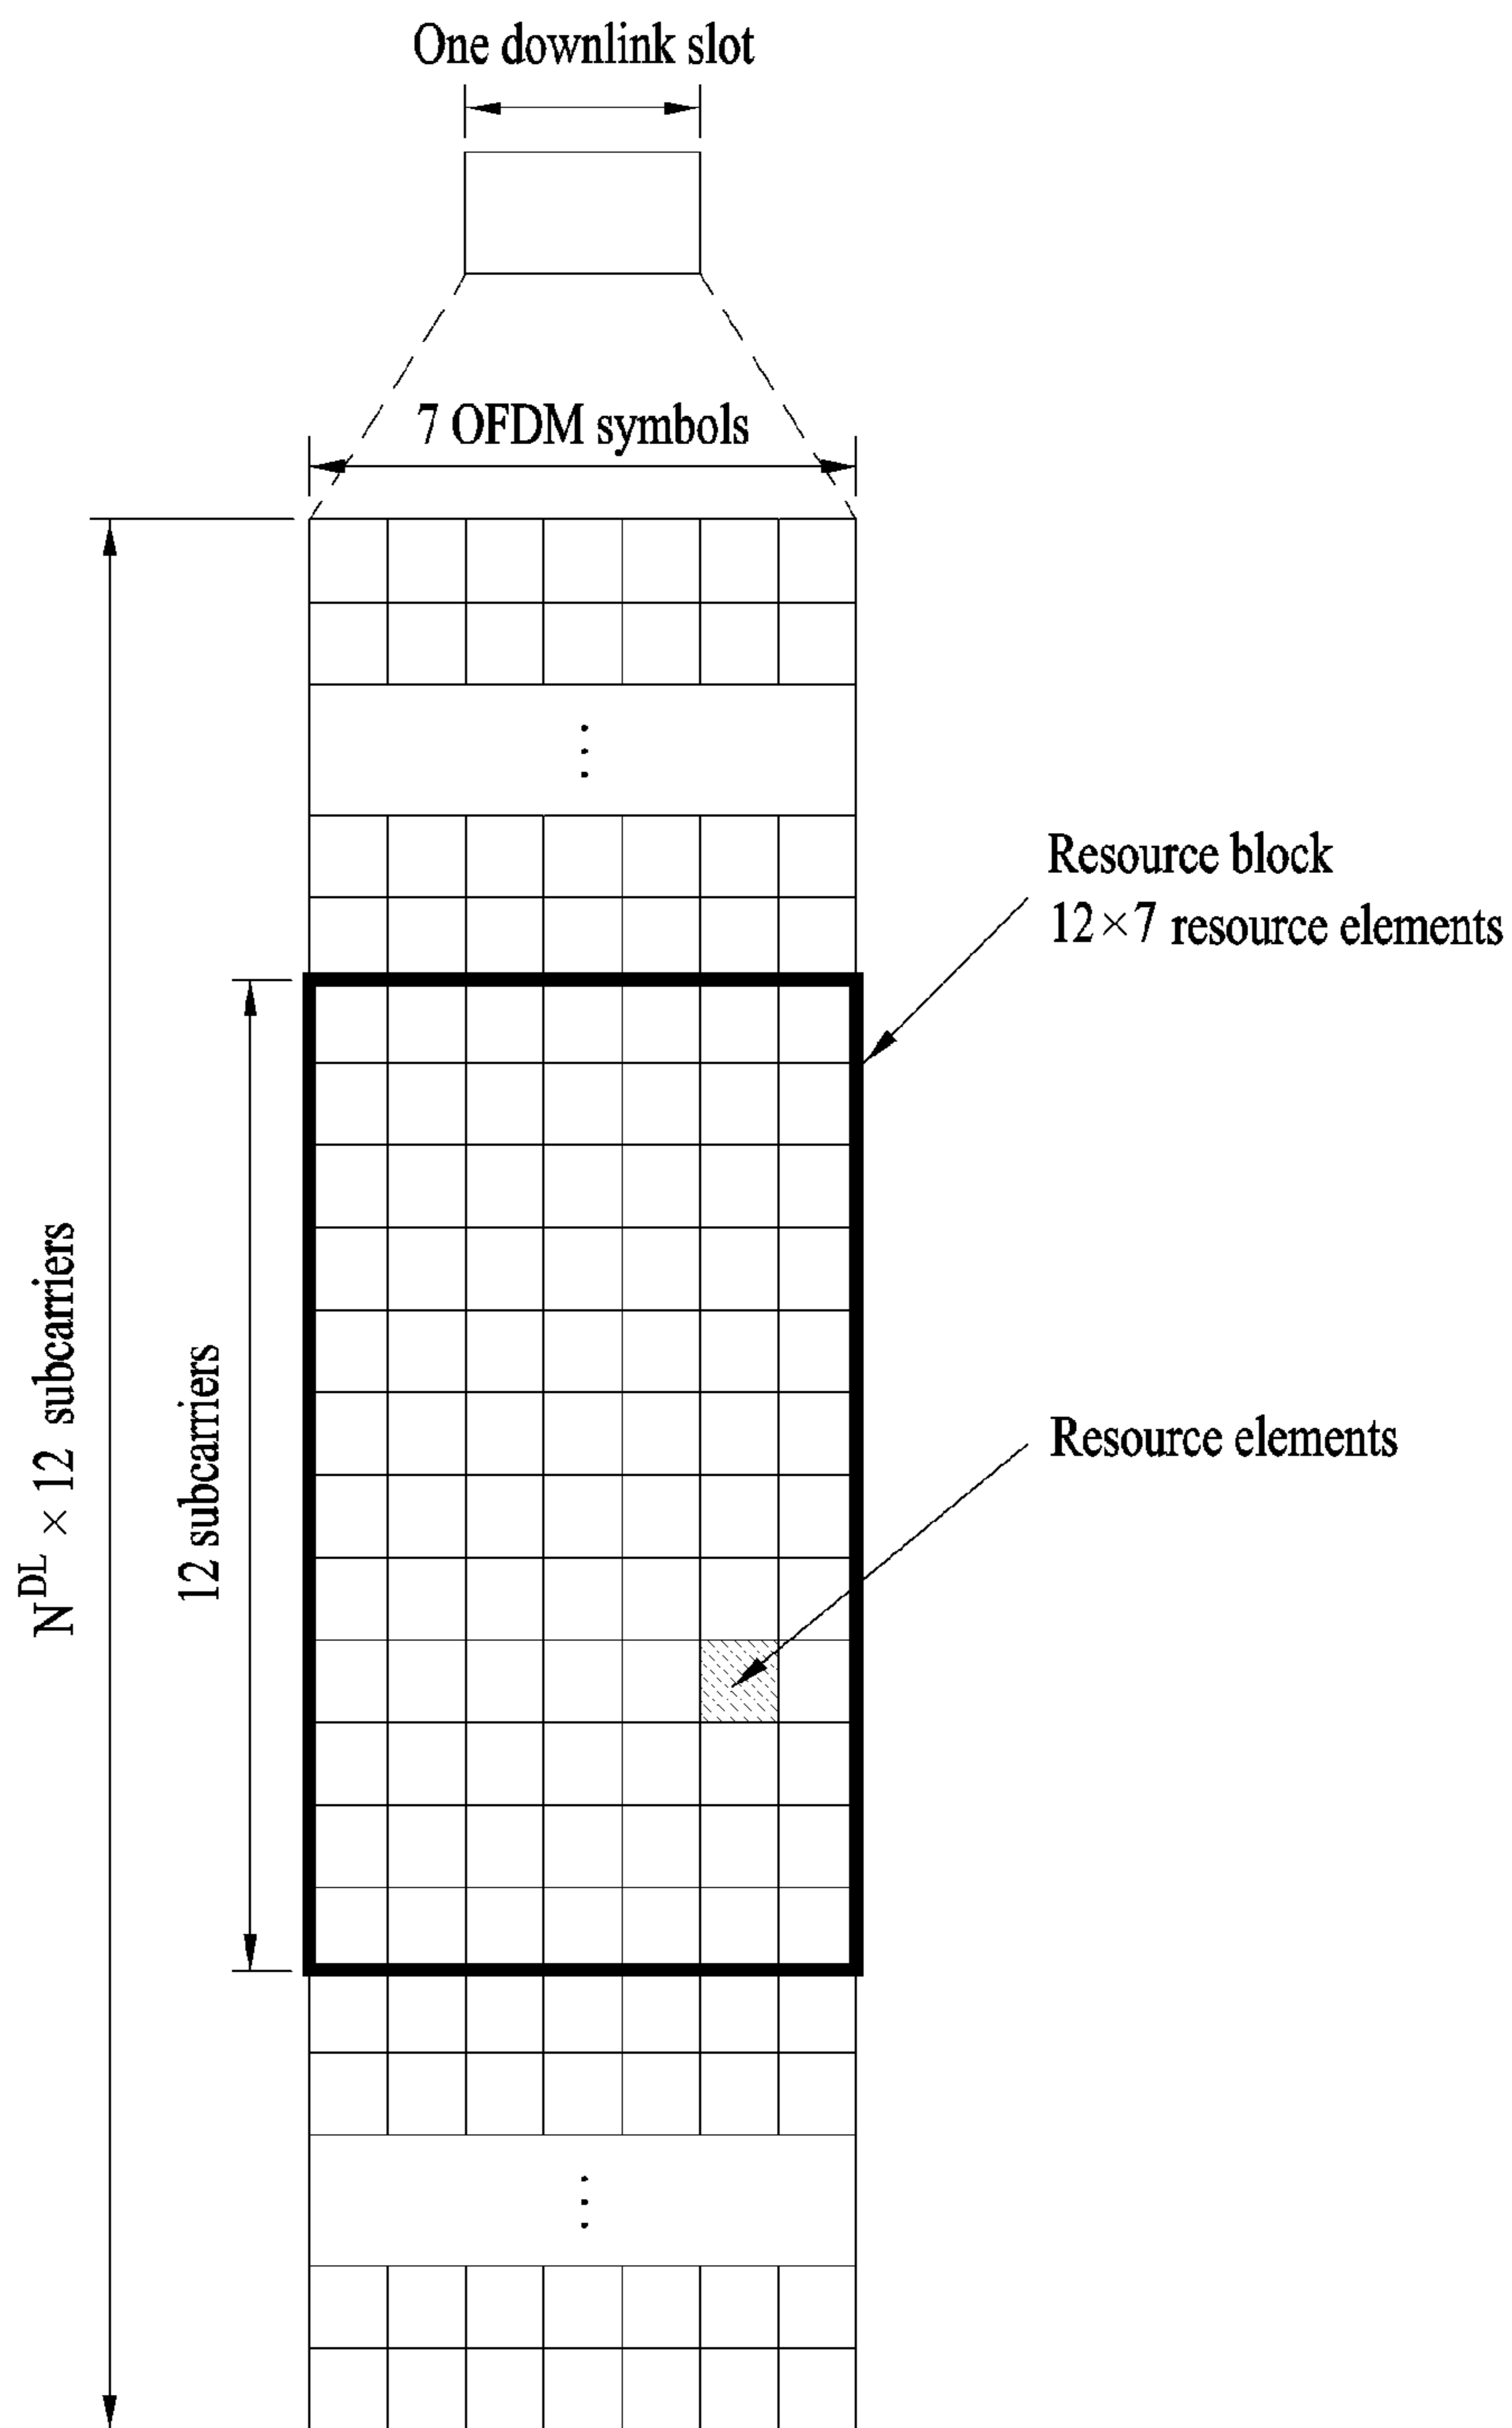 One downlink slot
7 OFDM symbols
Resource block
12×7 resource elements
N^DL × 12 subcarriers
12 subcarriers
Resource elements